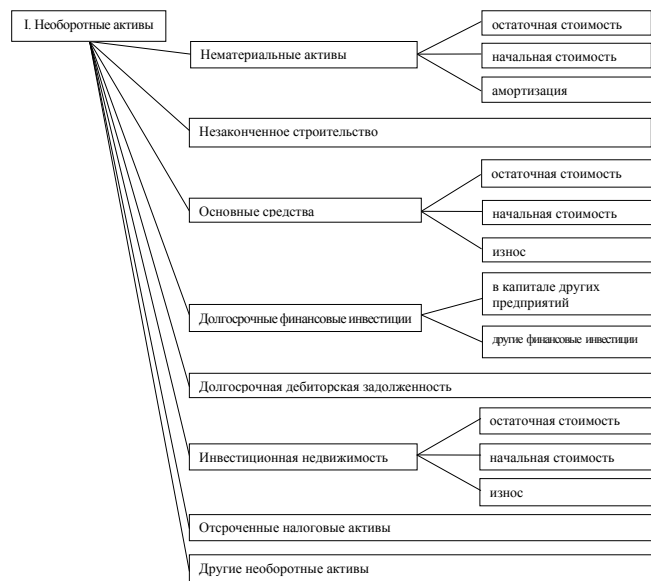 I. Необоротные активы
Нематериальные активы
остаточная стоимость
начальная стоимость
амортизация
Незаконченное строительство
Основные средства
остаточная стоимость
начальная стоимость
износ
Долгосрочные финансовые инвестиции
в капитале других
предприятий
другие финансовые инвестиции
Долгосрочная дебиторская задолженность
Инвестиционная недвижимость
остаточная стоимость
начальная стоимость
износ
Отсроченные налоговые активы
Другие необоротные активы